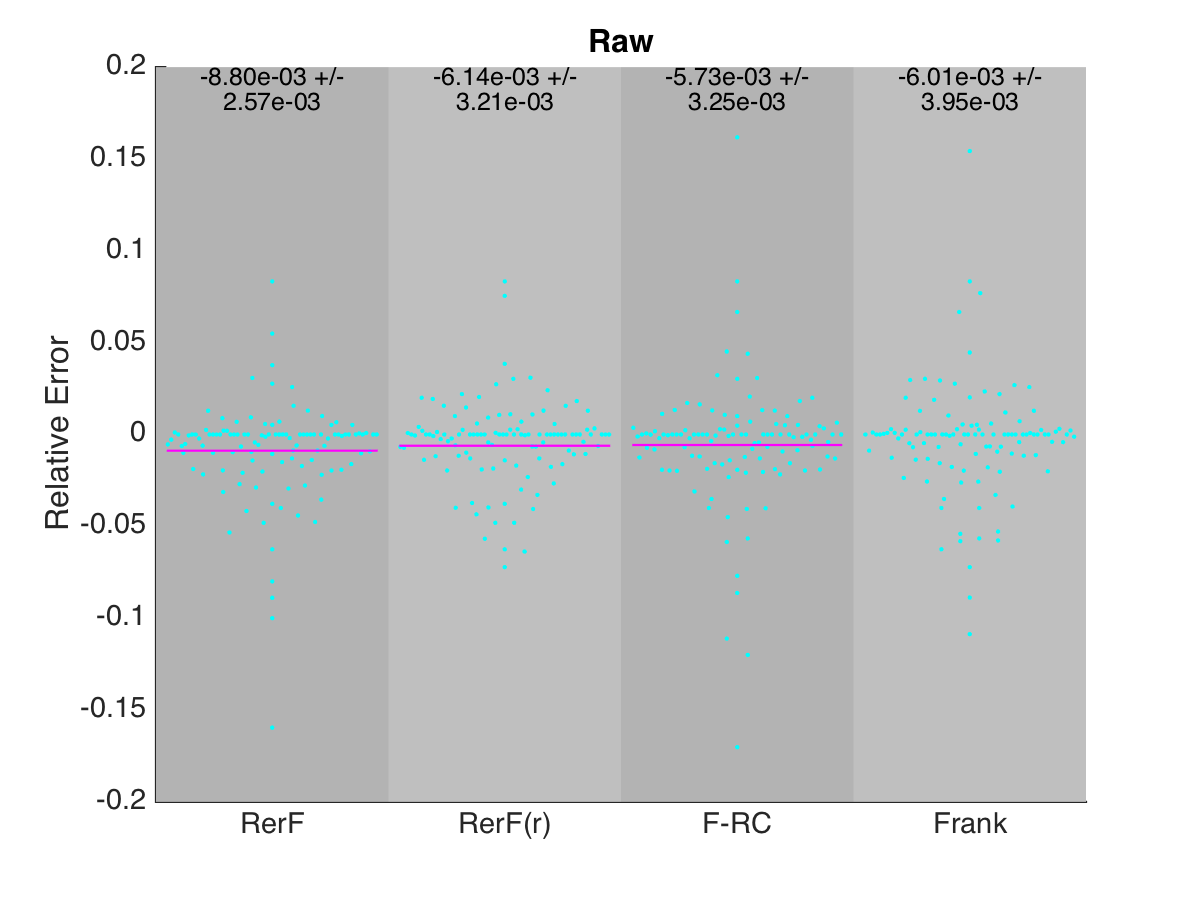 Raw
0.2
-8.80e-03 +/-
2.57e-03
-6.14e-03 +/-
3.21e-03
-5.73e-03 +/-
3.25e-03
-6.01e-03 +/-
3.95e-03
0.15
0.1
0.05
0
-0.05
-0.1
-0.15
-0.2
Relative Error
RerF
RerF(r)
F-RC
Frank